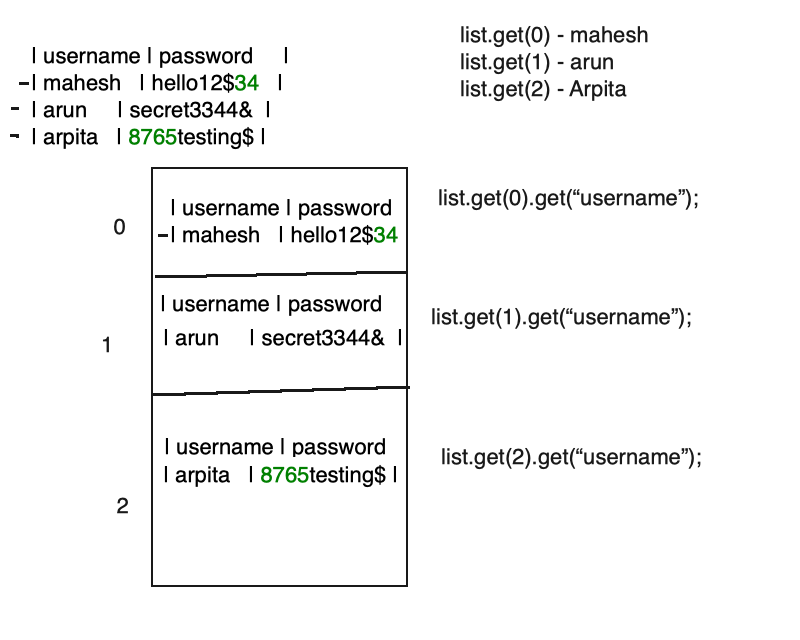 | username | password |
–| mahesh | hello12$34 |
- | arun | secret3344& |
- | arpita | 8765testing$ |
list.get(0) - mahesh
list.get(1) - arun
list.get(2) - Arpita
0
| username | password
–| mahesh | hello12$34
list.get(0).get(“username”);
1
| username | password
| arun | secret3344& |
list.get(1).get(“username”);
2
| username | password
| arpita | 8765testing$ |
list.get(2).get(“username”);